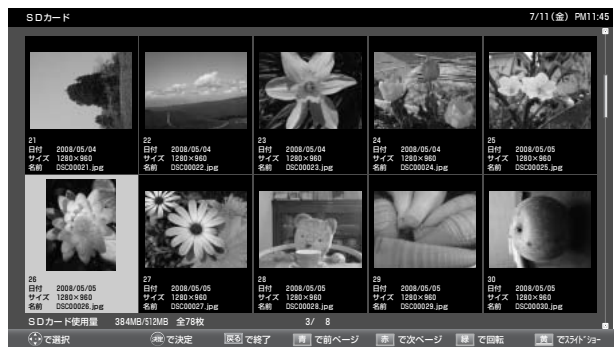 SDカード 7/11(金) PM11:45
21
日付 2008/05/04
サイズ 1280×960
名前 DSC00021.jpg
22
日付 2008/05/04
サイズ 1280×960
名前 DSC00022.jpg
23
日付 2008/05/04
サイズ 1280×960
名前 DSC00023.jpg
24
日付 2008/05/04
サイズ 1280×960
名前 DSC00024.jpg
25
日付 2008/05/05
サイズ 1280×960
名前 DSC00025.jpg
26
日付 2008/05/05
サイズ 1280×960
名前 DSC00026.jpg
27
日付 2008/05/05
サイズ 1280×960
名前 DSC00027.jpg
28
日付 2008/05/05
サイズ 1280×960
名前 DSC00028.jpg
29
日付 2008/05/05
サイズ 1280×960
名前 DSC00029.jpg
30
日付 2008/05/05
サイズ 1280×960
名前 DSC00030.jpg
SDカード使用量 384MB/512MB 全78枚 3/ 8
で選択 決定 で決定 戻る で終了 青 で前ページ 赤 で次ページ 緑 で回転 黄 でスライドショー